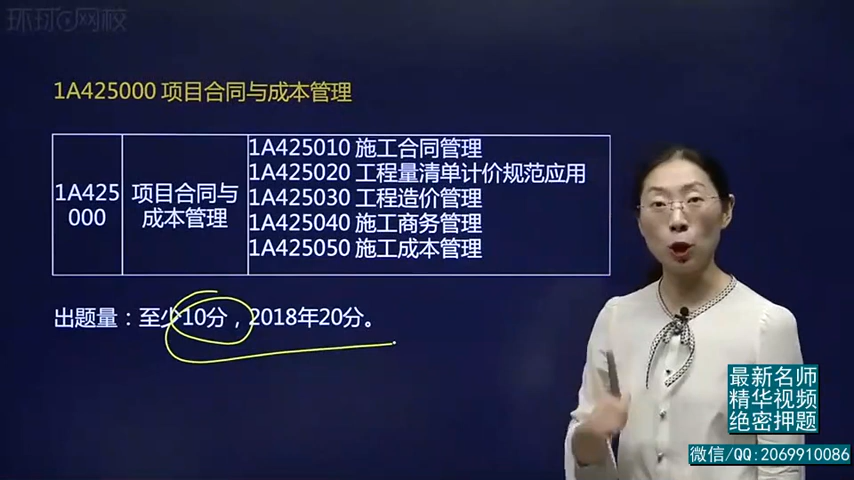 环球网校
1A425000 项目合同与成本管理
1A425
000
项目合同与
成本管理
1A425010 施工合同管理
1A425020 工程量清单计价规范应用
1A425030 工程造价管理
1A425040 施工商务管理
1A425050 施工成本管理
出题量：至少10分，2018年20分。
最新名师
精华视频
绝密押题
微信/QQ:2069910086